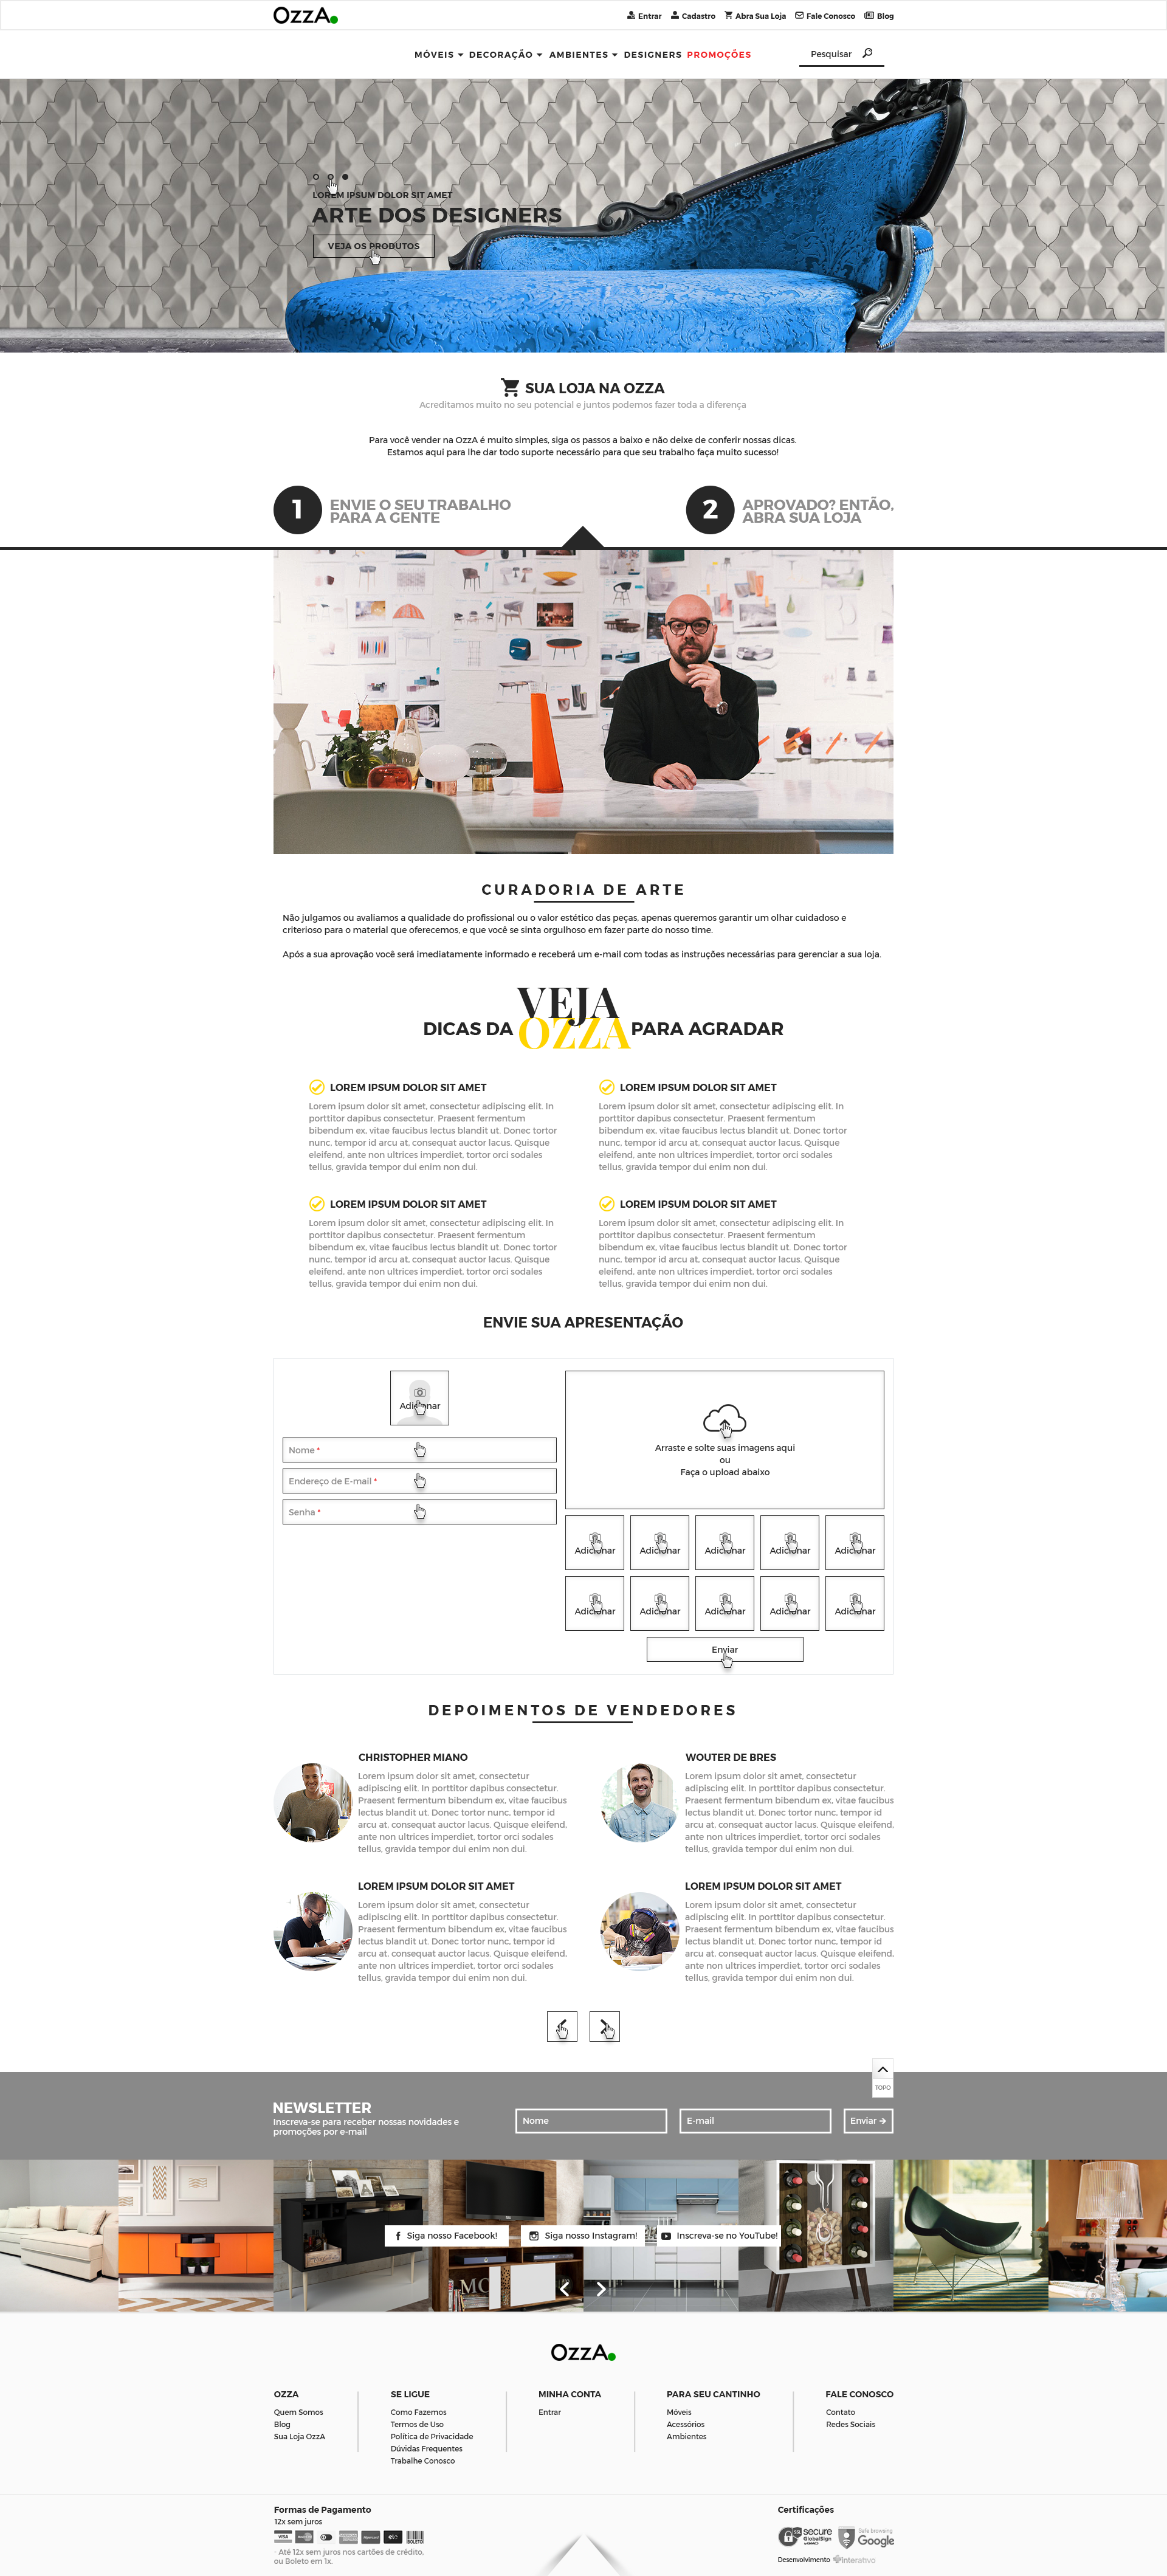 OzzA
Entrar Cadastro Abra Sua Loja Fale Conosco Blog
MÓVEIS DECORAÇÃO AMBIENTES DESIGNERS PROMOÇÕES
Pesquisar
LOREM IPSUM DOLOR SIT AMET
ARTE DOS DESIGNERS
VEJA OS PRODUTOS
SUA LOJA NA OZZA
Acreditamos muito no seu potencial e juntos podemos fazer toda a diferença
Para você vender na OzzA é muito simples, siga os passos a baixo e não deixe de conferir nossas dicas.
Estamos aqui para lhe dar todo suporte necessário para que seu trabalho faça muito sucesso!
1
ENVIE O SEU TRABALHO
PARA A GENTE
2
APROVADO? ENTÃO,
ABRA SUA LOJA
CURADORIA DE ARTE
Não julgamos ou avaliamos a qualidade do profissional ou o valor estético das peças, apenas queremos garantir um olhar cuidadoso e
criterioso para o material que oferecemos, e que você se sinta orgulhoso em fazer parte do nosso time.
Após a sua aprovação você será imediatamente informado e receberá um e-mail com todas as instruções necessárias para gerenciar a sua loja.
VEJA
DICAS DA OZZA PARA AGRADAR
LOREM IPSUM DOLOR SIT AMET
Lorem ipsum dolor sit amet, consectetur adipiscing elit. In
porttitor dapibus consectetur. Praesent fermentum
bibendum ex, vitae faucibus lectus blandit ut. Donec tortor
nunc, tempor id arcu at, consequat auctor lacus. Quisque
eleifend, ante non ultrices imperdiet, tortor orci sodales
tellus, gravida tempor dui enim non dui.
LOREM IPSUM DOLOR SIT AMET
Lorem ipsum dolor sit amet, consectetur adipiscing elit. In
porttitor dapibus consectetur. Praesent fermentum
bibendum ex, vitae faucibus lectus blandit ut. Donec tortor
nunc, tempor id arcu at, consequat auctor lacus. Quisque
eleifend, ante non ultrices imperdiet, tortor orci sodales
tellus, gravida tempor dui enim non dui.
LOREM IPSUM DOLOR SIT AMET
Lorem ipsum dolor sit amet, consectetur adipiscing elit. In
porttitor dapibus consectetur. Praesent fermentum
bibendum ex, vitae faucibus lectus blandit ut. Donec tortor
nunc, tempor id arcu at, consequat auctor lacus. Quisque
eleifend, ante non ultrices imperdiet, tortor orci sodales
tellus, gravida tempor dui enim non dui.
LOREM IPSUM DOLOR SIT AMET
Lorem ipsum dolor sit amet, consectetur adipiscing elit. In
porttitor dapibus consectetur. Praesent fermentum
bibendum ex, vitae faucibus lectus blandit ut. Donec tortor
nunc, tempor id arcu at, consequat auctor lacus. Quisque
eleifend, ante non ultrices imperdiet, tortor orci sodales
tellus, gravida tempor dui enim non dui.
ENVIE SUA APRESENTAÇÃO
Adicionar
Nome *
Endereço de E-mail *
Senha *
Arraste e solte suas imagens aqui
ou
Faça o upload abaixo
Adicionar Adicionar Adicionar Adicionar Adicionar
Adicionar Adicionar Adicionar Adicionar Adicionar
Enviar
DEPOIMENTOS DE VENDEDORES
CHRISTOPHER MIANO
Lorem ipsum dolor sit amet, consectetur
adipiscing elit. In porttitor dapibus consectetur.
Praesent fermentum bibendum ex, vitae faucibus
lectus blandit ut. Donec tortor nunc, tempor id
arcu at, consequat auctor lacus. Quisque eleifend,
ante non ultrices imperdiet, tortor orci sodales
tellus, gravida tempor dui enim non dui.
WOUTER DE BRES
Lorem ipsum dolor sit amet, consectetur
adipiscing elit. In porttitor dapibus consectetur.
Praesent fermentum bibendum ex, vitae faucibus
lectus blandit ut. Donec tortor nunc, tempor id
arcu at, consequat auctor lacus. Quisque eleifend,
ante non ultrices imperdiet, tortor orci sodales
tellus, gravida tempor dui enim non dui.
LOREM IPSUM DOLOR SIT AMET
Lorem ipsum dolor sit amet, consectetur
adipiscing elit. In porttitor dapibus consectetur.
Praesent fermentum bibendum ex, vitae faucibus
lectus blandit ut. Donec tortor nunc, tempor id
arcu at, consequat auctor lacus. Quisque eleifend,
ante non ultrices imperdiet, tortor orci sodales
tellus, gravida tempor dui enim non dui.
LOREM IPSUM DOLOR SIT AMET
Lorem ipsum dolor sit amet, consectetur
adipiscing elit. In porttitor dapibus consectetur.
Praesent fermentum bibendum ex, vitae faucibus
lectus blandit ut. Donec tortor nunc, tempor id
arcu at, consequat auctor lacus. Quisque eleifend,
ante non ultrices imperdiet, tortor orci sodales
tellus, gravida tempor dui enim non dui.
TOPO
NEWSLETTER
Inscreva-se para receber nossas novidades e
promoções por e-mail
Nome
E-mail
Enviar
Siga nosso Facebook!
Siga nosso Instagram!
Inscreva-se no YouTube!
OzzA
OZZA
Quem Somos
Blog
Sua Loja OzzA
SE LIGUE
Como Fazemos
Termos de Uso
Política de Privacidade
Dúvidas Frequentes
Trabalhe Conosco
MINHA CONTA
Entrar
PARA SEU CANTINHO
Móveis
Acessórios
Ambientes
FALE CONOSCO
Contato
Redes Sociais
Formas de Pagamento
12x sem juros
VISA
elo
BOLETO
- Até 12x sem juros nos cartões de crédito,
ou Boleto em 1x.
Certificações
SSL secure
GlobalSign
Safe browsing
Google
Desenvolvimento interativo